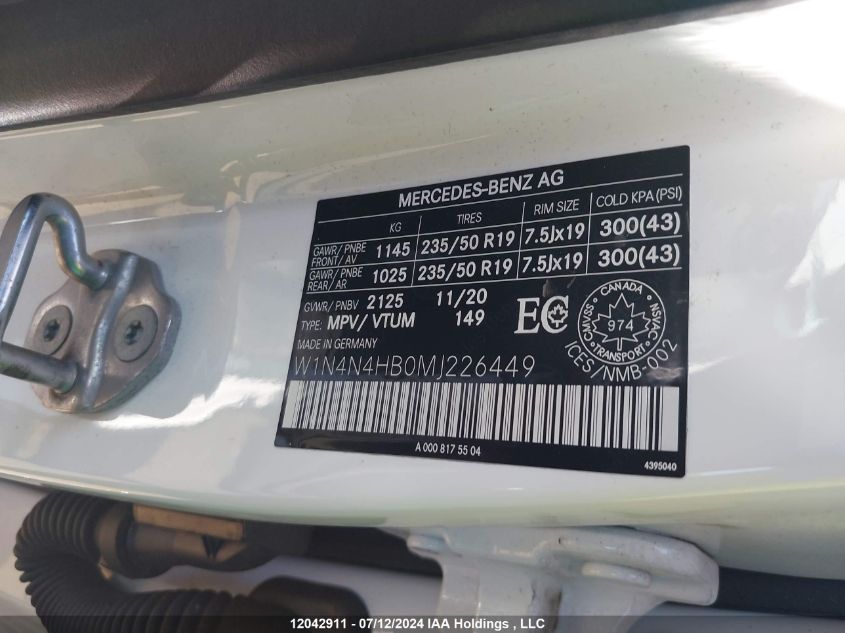 MERCEDES-BENZ AG
KG TIRES RIM SIZE COLD KPA (PSI)
GAWR/ PNBE FRONT/ AV 1145 235/50 R19 7.5Jx19 300(43)
GAWR/ PNBE REAR/ AR 1025 235/50 R19 7.5Jx19 300(43)
GVWR/ PNBV 2125 11/20
TYPE: MPV/ VTUM 149
EC
CANADA
SSVMC NSVAC
974
TRANSPORT
ICES/NMB-002
MADE IN GERMANY
W1N4N4HB0MJ226449
A 000 817 55 04
4395040
12042911 - 07/12/2024 IAA Holdings , LLC